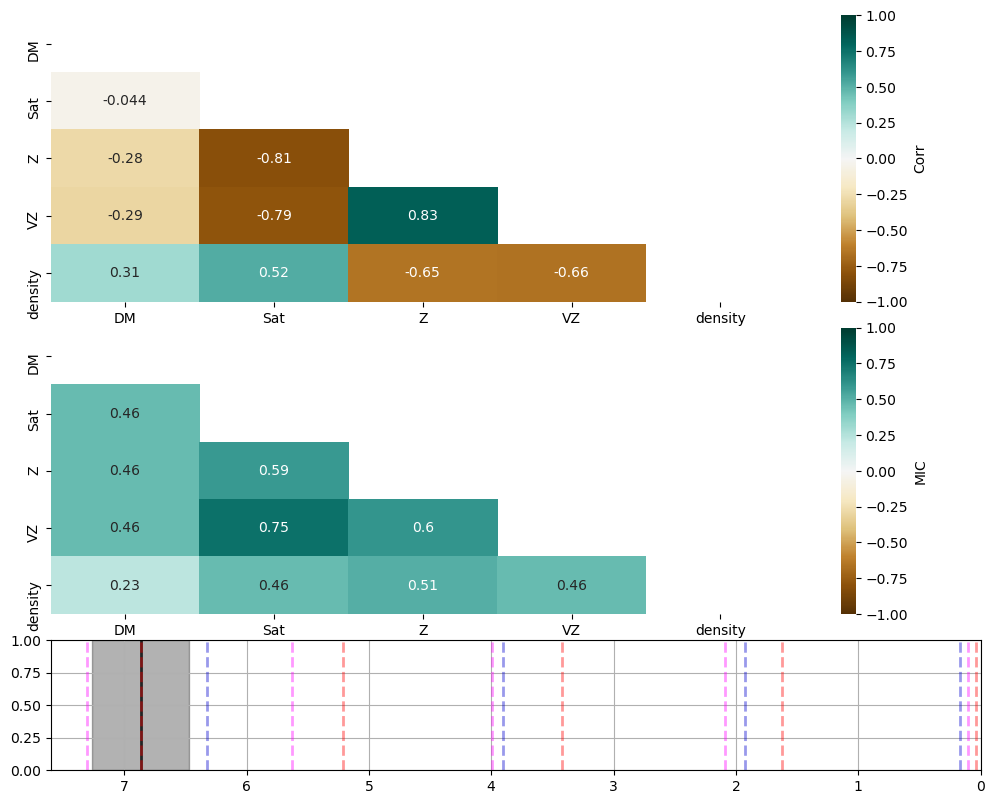 DM
Sat
Z
VZ
density
-0.044
-0.28 -0.81
-0.29 -0.79 0.83
0.31 0.52 -0.65 -0.66
DM Sat Z VZ density
1.00
0.75
0.50
0.25
0.00
−0.25
−0.50
−0.75
−1.00
Corr
DM
Sat
Z
VZ
density
0.46
0.46 0.59
0.46 0.75 0.6
0.23 0.46 0.51 0.46
DM Sat Z VZ density
1.00
0.75
0.50
0.25
0.00
−0.25
−0.50
−0.75
−1.00
MIC
1.00
0.75
0.50
0.25
0.00
7 6 5 4 3 2 1 0